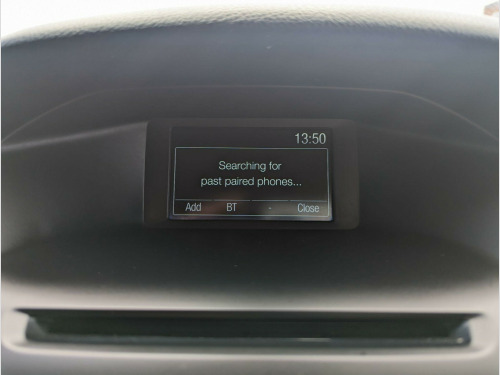 13:50
Searching for
past paired phones...
Add BT - Close